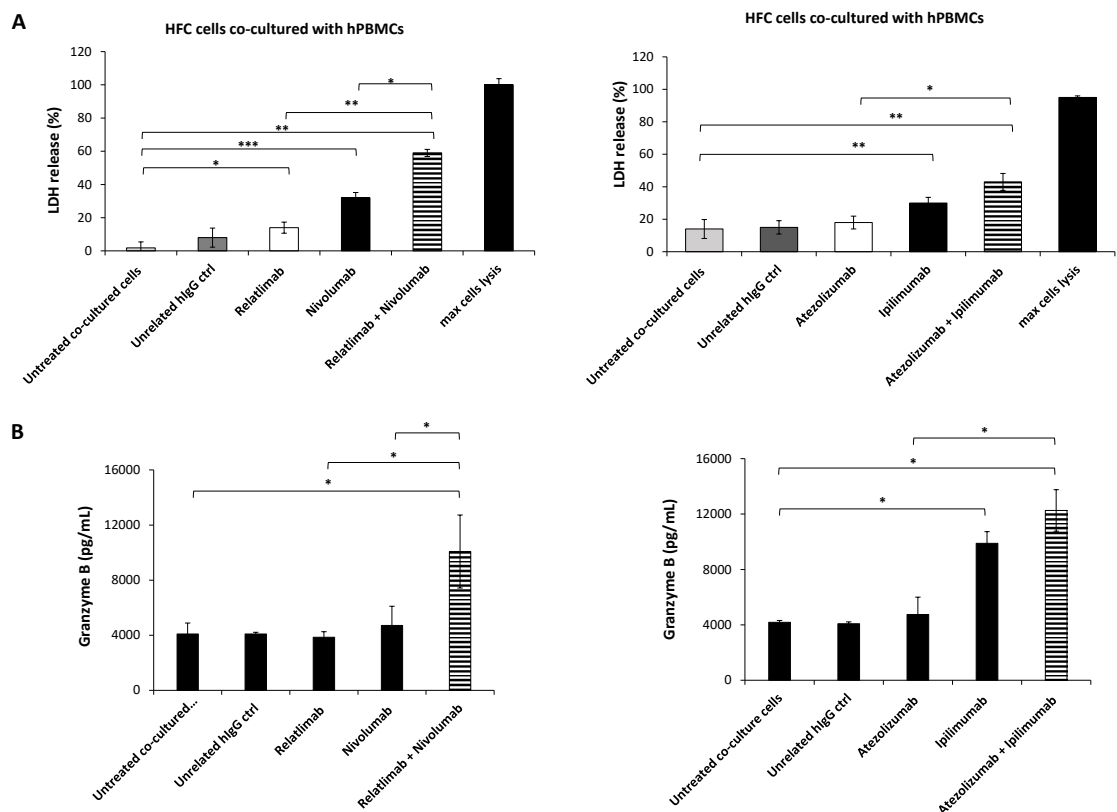 A
HFC cells co-cultured with hPBMCs
LDH release (%)
120
100
80
60
40
20
0
*
**
**
***
*
Untreated co-cultured cells
Unrelated hIgG ctrl
Relatlimab
Nivolumab
Relatlimab + Nivolumab
max cells lysis
HFC cells co-cultured with hPBMCs
LDH release (%)
120
100
80
60
40
20
0
*
**
**
Untreated co-cultured cells
Unrelated hIgG ctrl
Atezolizumab
Ipilimumab
Atezolizumab + Ipilimumab
max cells lysis
B
Granzyme B (pg/mL)
16000
12000
8000
4000
0
*
*
*
Untreated co-cultured...
Unrelated hIgG ctrl
Relatlimab
Nivolumab
Relatlimab + Nivolumab
Granzyme B (pg/mL)
16000
12000
8000
4000
0
*
*
*
Untreated co-culture cells
Unrelated hIgG ctrl
Atezolizumab
Ipilimumab
Atezolizumab + Ipilimumab